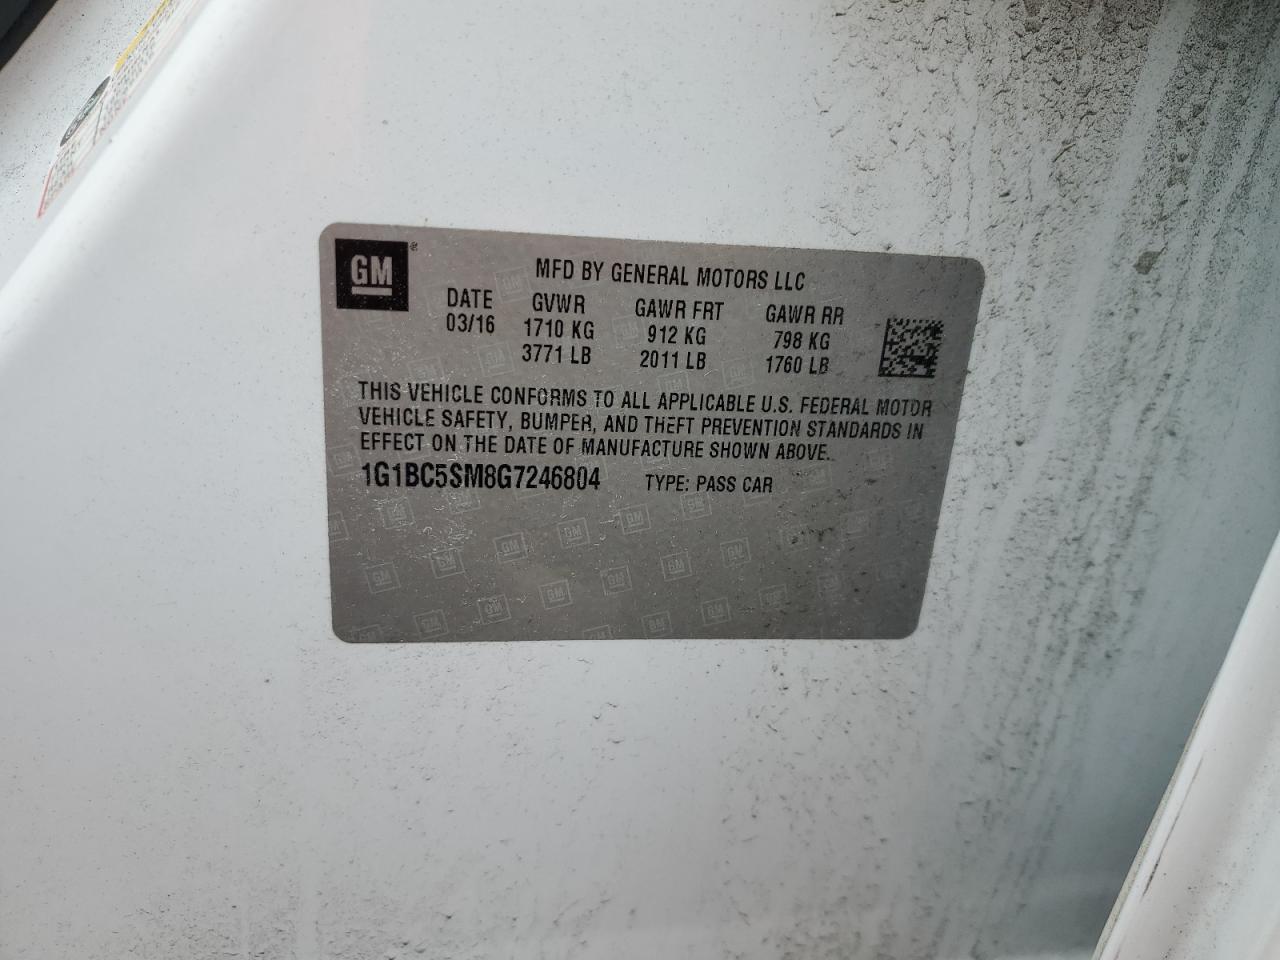 GM®
MFD BY GENERAL MOTORS LLC
DATE GVWR GAWR FRT GAWR RR
03/16 1710 KG 912 KG 798 KG
3771 LB 2011 LB 1760 LB
THIS VEHICLE CONFORMS TO ALL APPLICABLE U.S. FEDERAL MOTOR
VEHICLE SAFETY, BUMPER, AND THEFT PREVENTION STANDARDS IN
EFFECT ON THE DATE OF MANUFACTURE SHOWN ABOVE.
1G1BC5SM8G7246804 TYPE: PASS CAR